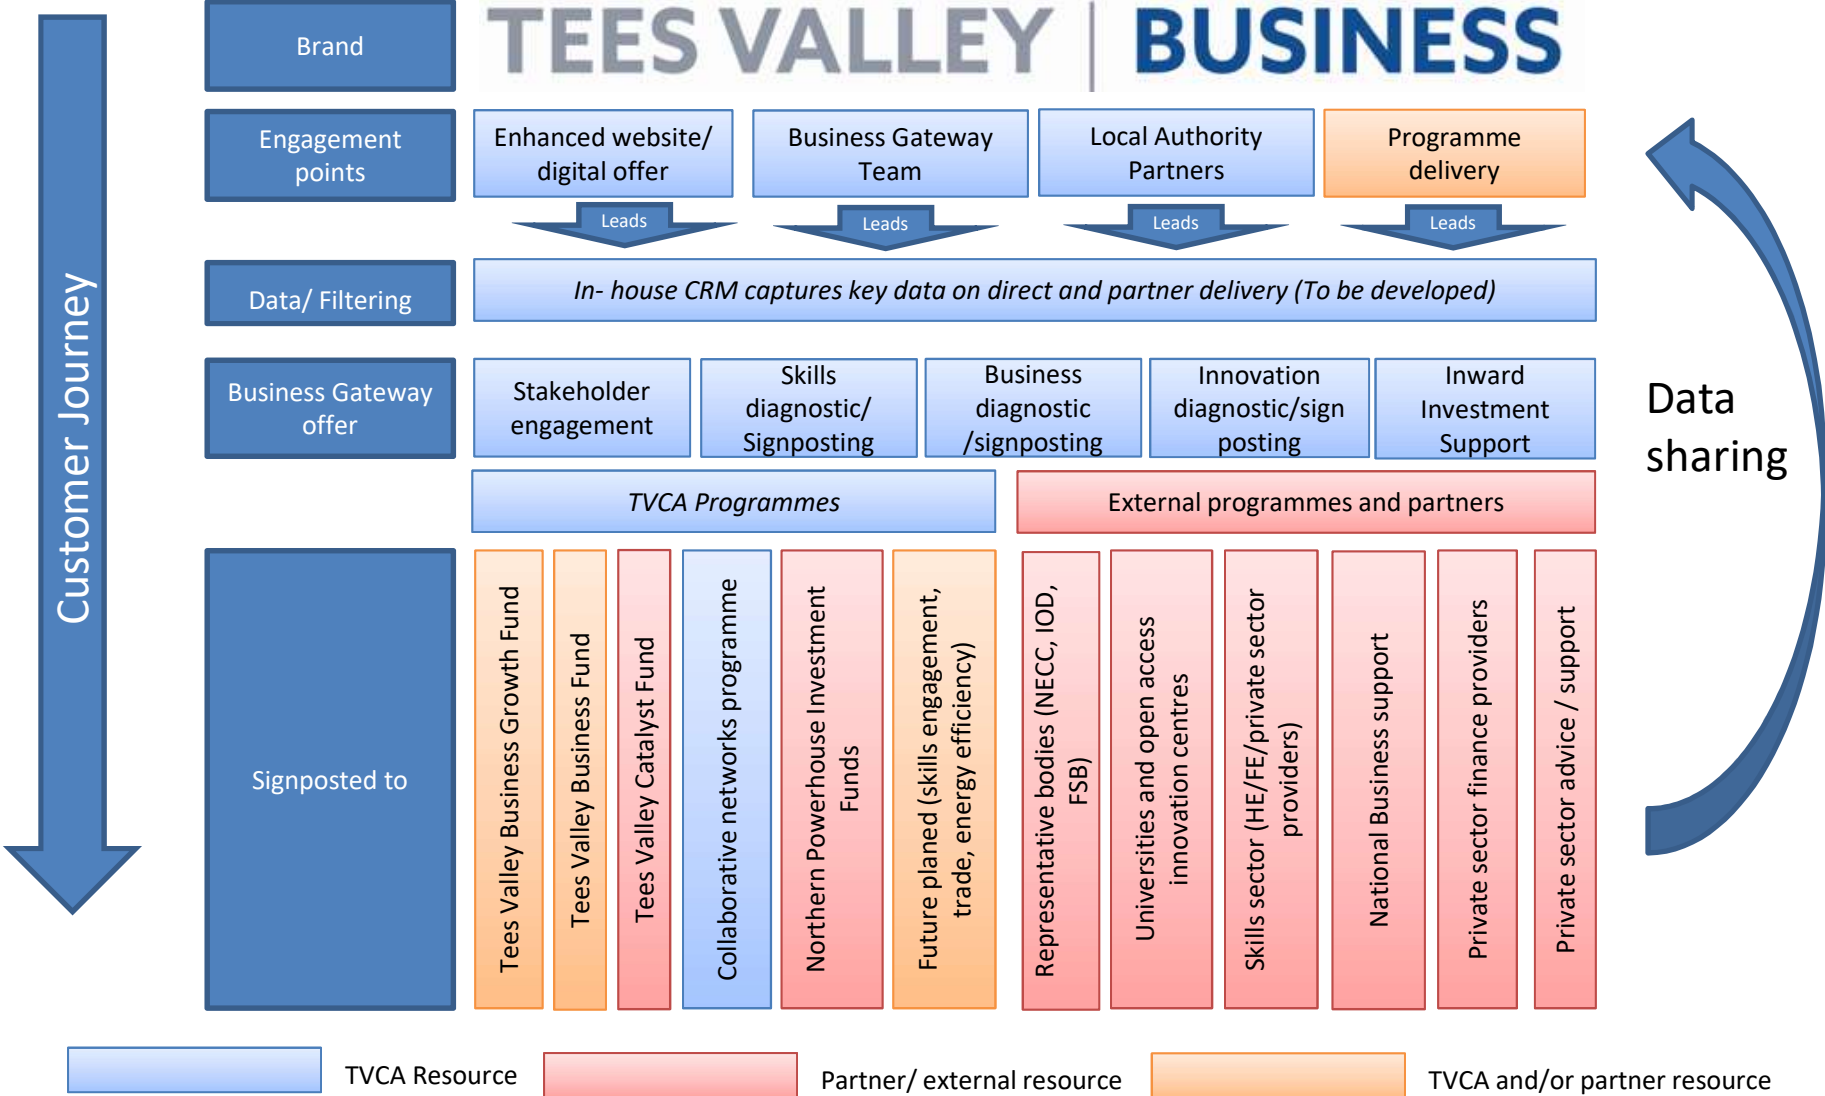 Customer Journey
Brand
TEES VALLEY | BUSINESS
Engagement
points
Enhanced website/
digital offer
Business Gateway
Team
Local Authority
Partners
Programme
delivery
Leads
Leads
Leads
Leads
Data/ Filtering
In- house CRM captures key data on direct and partner delivery (To be developed)
Business Gateway
offer
Stakeholder
engagement
Skills
diagnostic/
Signposting
Business
diagnostic
/signposting
Innovation
diagnostic/sign
posting
Inward
Investment
Support
Data
sharing
TVCA Programmes
External programmes and partners
Signposted to
Tees Valley Business Growth Fund
Tees Valley Business Fund
Tees Valley Catalyst Fund
Collaborative networks programme
Northern Powerhouse Investment
Funds
Future planed (skills engagement,
trade, energy efficiency)
Representative bodies (NECC, IOD,
FSB)
Universities and open access
innovation centres
Skills sector (HE/FE/private sector
providers)
National Business support
Private sector finance providers
Private sector advice / support
TVCA Resource
Partner/ external resource
TVCA and/or partner resource